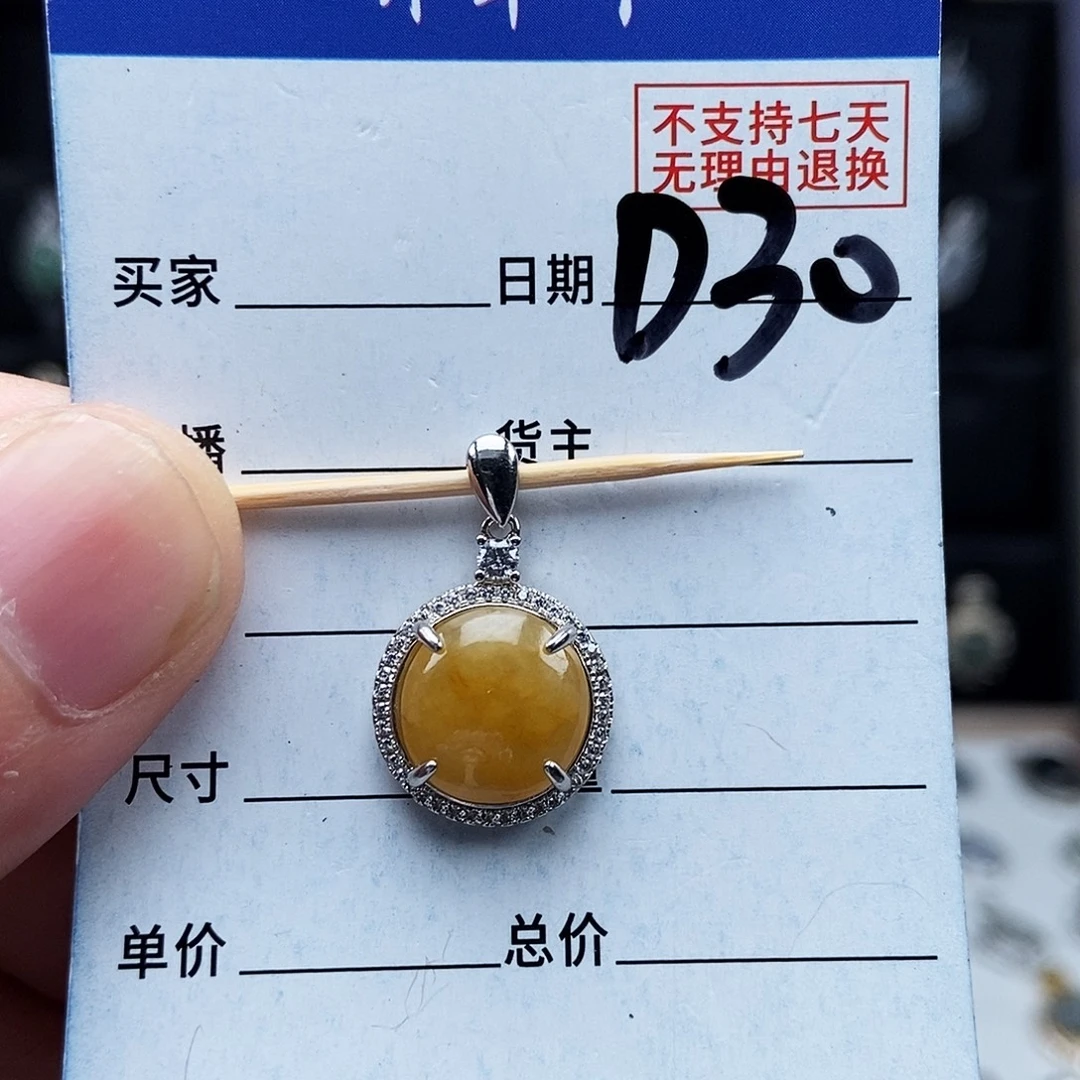 不支持七天
无理由退换
买家 日期 D30
播 货主
尺寸
单价 总价